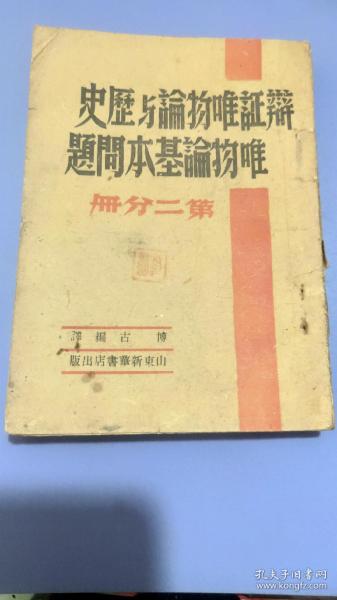 辯証唯物論与歷史
唯物論基本問題
第二分冊
博古編譯
山東新華書店出版
孔夫子旧书网
book.kongfz.com